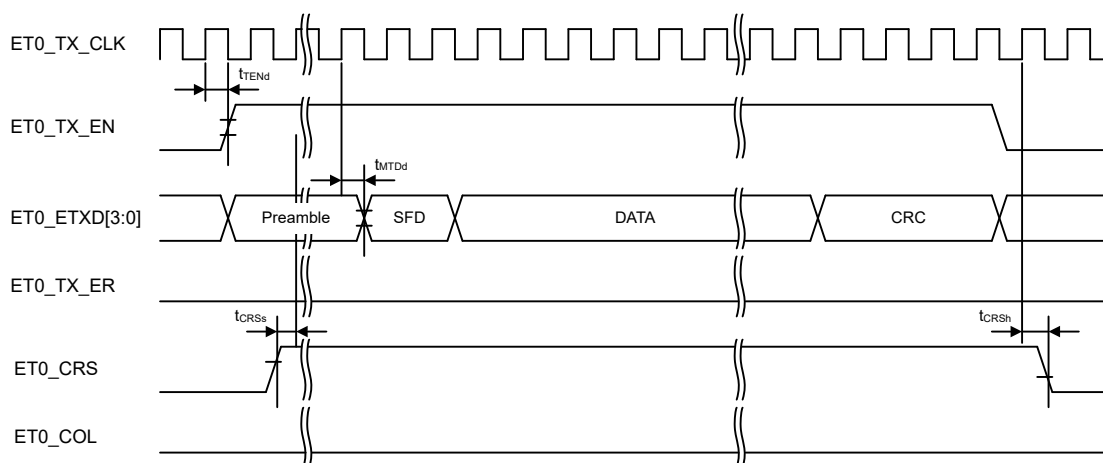 ET0_TX_CLK
tTENd
ET0_TX_EN
tMTDd
ET0_ETXD[3:0]
Preamble SFD DATA CRC
ET0_TX_ER
tCRSs tCRSh
ET0_CRS
ET0_COL